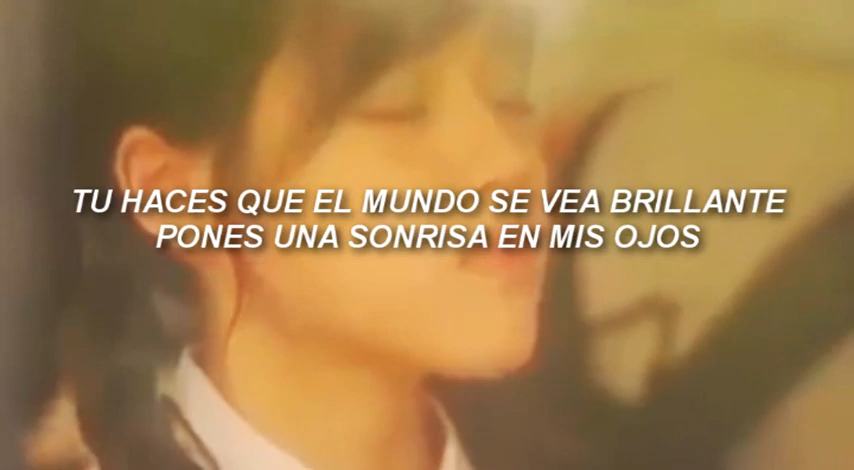 TU HACES QUE EL MUNDO SE VEA BRILLANTE
PONES UNA SONRISA EN MIS OJOS